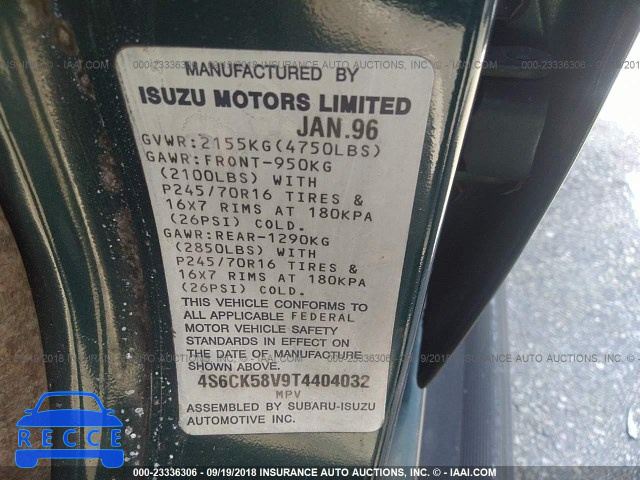 MANUFACTURED BY
ISUZU MOTORS LIMITED
JAN.96
GVWR:2155KG(4750LBS)
GAWR:FRONT-950KG
(2100LBS) WITH
P245/70R16 TIRES &
16X7 RIMS AT 180KPA
(26PSI) COLD.
GAWR:REAR-1290KG
(2850LBS) WITH
P245/70R16 TIRES &
16X7 RIMS AT 180KPA
(26PSI) COLD.
THIS VEHICLE CONFORMS TO
ALL APPLICABLE FEDERAL
MOTOR VEHICLE SAFETY
STANDARDS IN EFFECT ON
THE DATE OF MANUFACTURE
SHOWN ABOVE.
4S6CK58V9T4404032
MPV
ASSEMBLED BY SUBARU-ISUZU
AUTOMOTIVE INC.
RECCE
000-23336306 - 09/19/2018 INSURANCE AUTO AUCTIONS, INC. - © - IAAI.COM